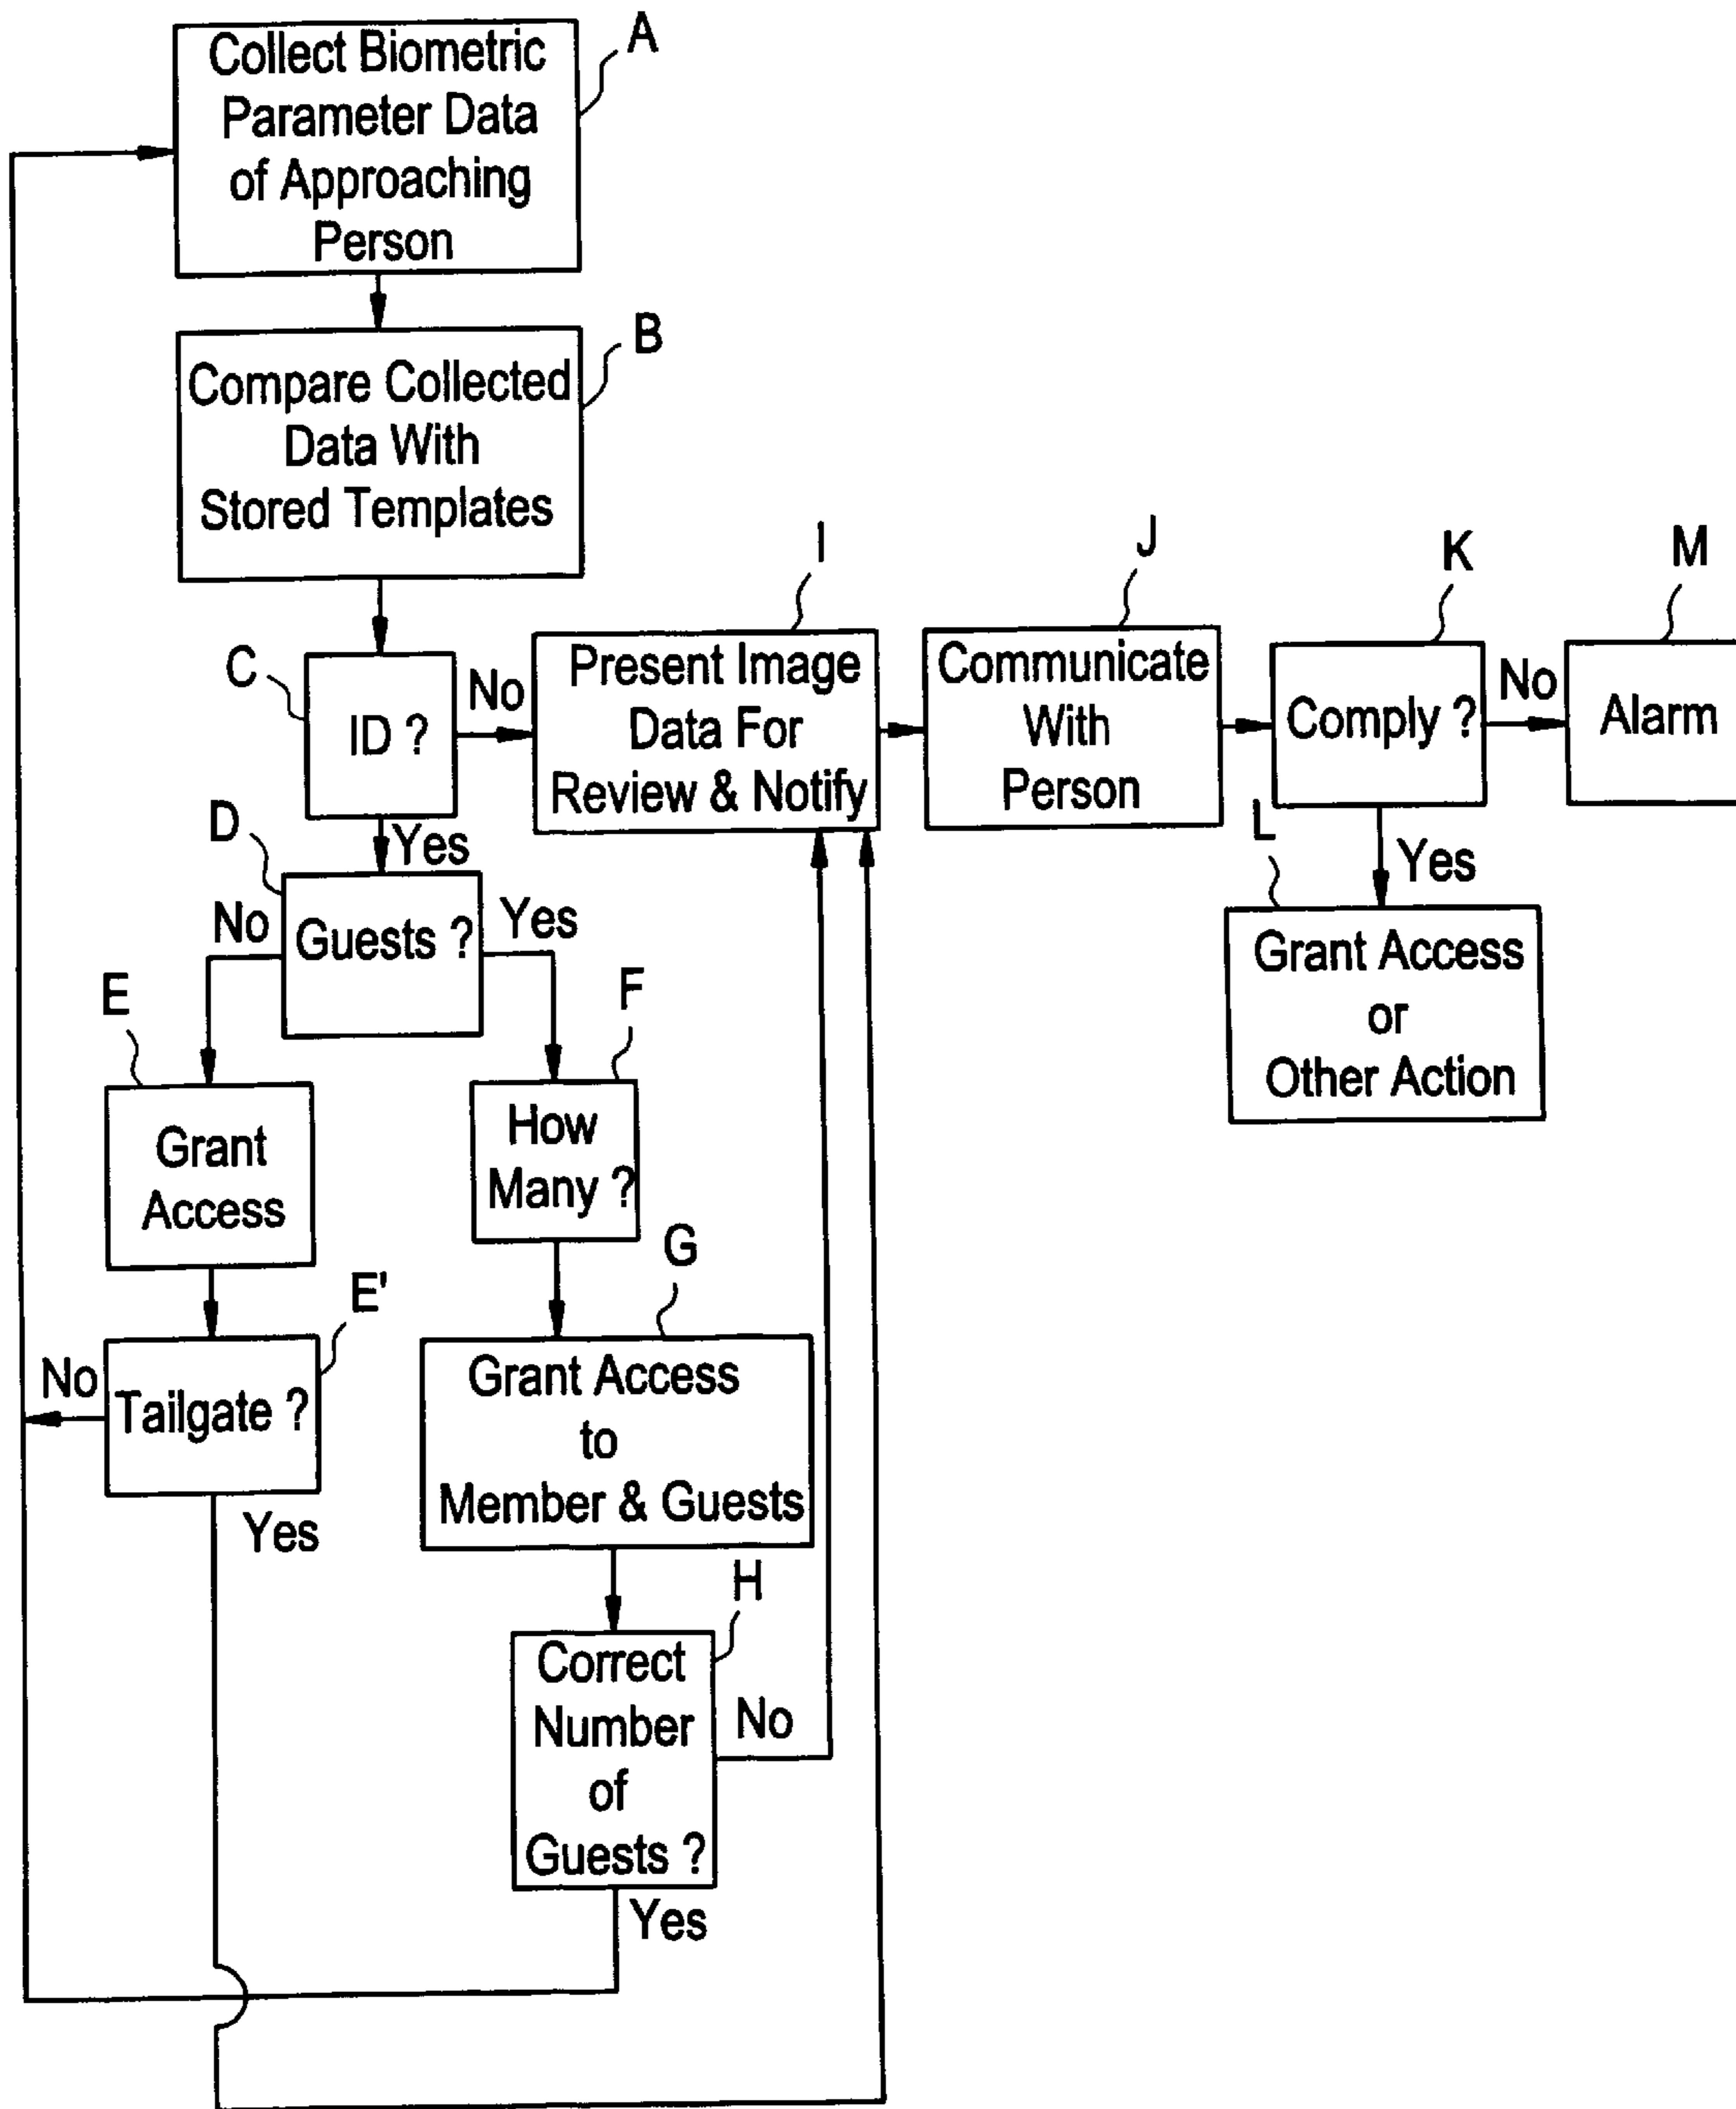 Collect Biometric
Parameter Data
of Approaching
Person
A
Compare Collected
Data With
Stored Templates
B
C
ID ?
No
Yes
I
Present Image
Data For
Review & Notify
J
Communicate
With
Person
K
Comply ?
No
Yes
M
Alarm
L
Grant Access
or
Other Action
D
Guests ?
No
Yes
E
Grant
Access
F
How
Many ?
E'
Tailgate ?
No
Yes
G
Grant Access
to
Member & Guests
H
Correct
Number
of
Guests ?
No
Yes